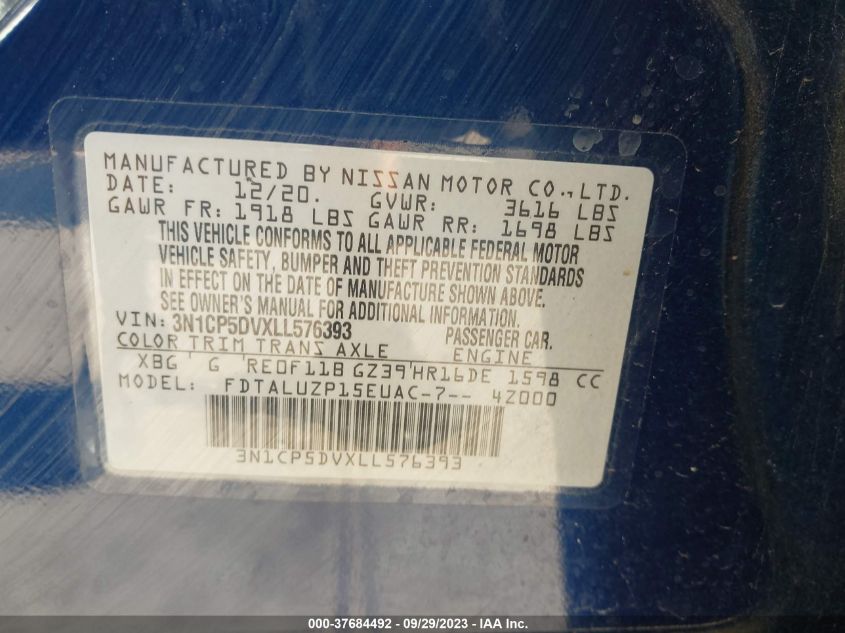 MANUFACTURED BY NISSAN MOTOR CO.,LTD.
DATE: 12/20. GVWR: 3616 LBS
GAWR FR: 1918 LBS GAWR RR: 1698 LBS
THIS VEHICLE CONFORMS TO ALL APPLICABLE FEDERAL MOTOR
VEHICLE SAFETY, BUMPER AND THEFT PREVENTION STANDARDS
IN EFFECT ON THE DATE OF MANUFACTURE SHOWN ABOVE.
SEE OWNER'S MANUAL FOR ADDITIONAL INFORMATION.
VIN: 3N1CP5DVXLL576393 PASSENGER CAR.
COLOR TRIM TRANS AXLE ENGINE
XBG G RE0F11B GZ39 HR16DE 1598 CC
MODEL: FDTALUZP15EUAC-7-- 4Z000
3N1CP5DVXLL576393
000-37684492 - 09/29/2023 - IAA Inc.